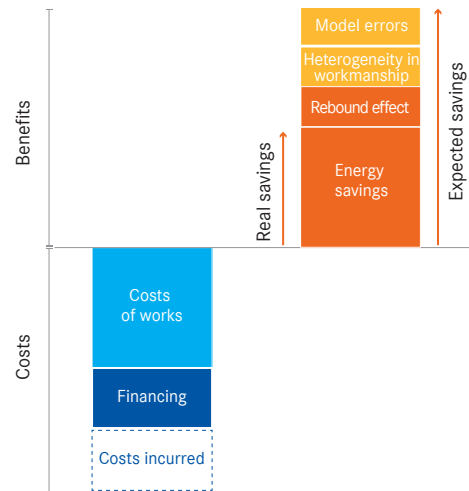 Benefits
Model errors
Heterogeneity in
workmanship
Rebound effect
Energy
savings
Real savings
Expected savings
Costs
Costs
of works
Financing
Costs incurred